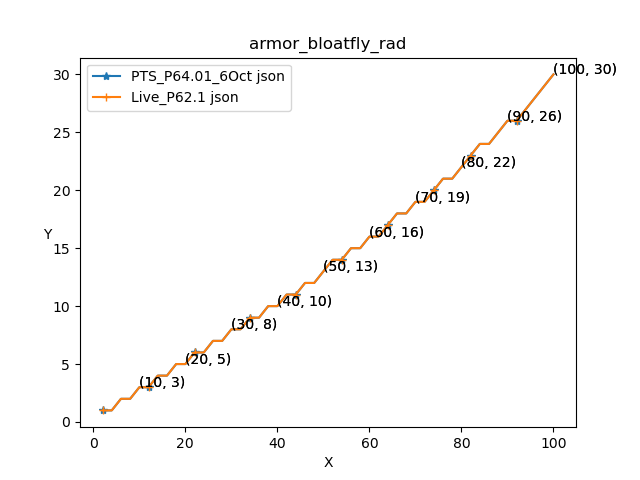 armor_bloatfly_rad
PTS_P64.01_6Oct json
Live_P62.1 json
(100, 30)
(90, 26)
(80, 22)
(70, 19)
(60, 16)
(50, 13)
(40, 10)
(30, 8)
(20, 5)
(10, 3)
30
25
20
15
10
5
0
Y
0 20 40 60 80 100
X